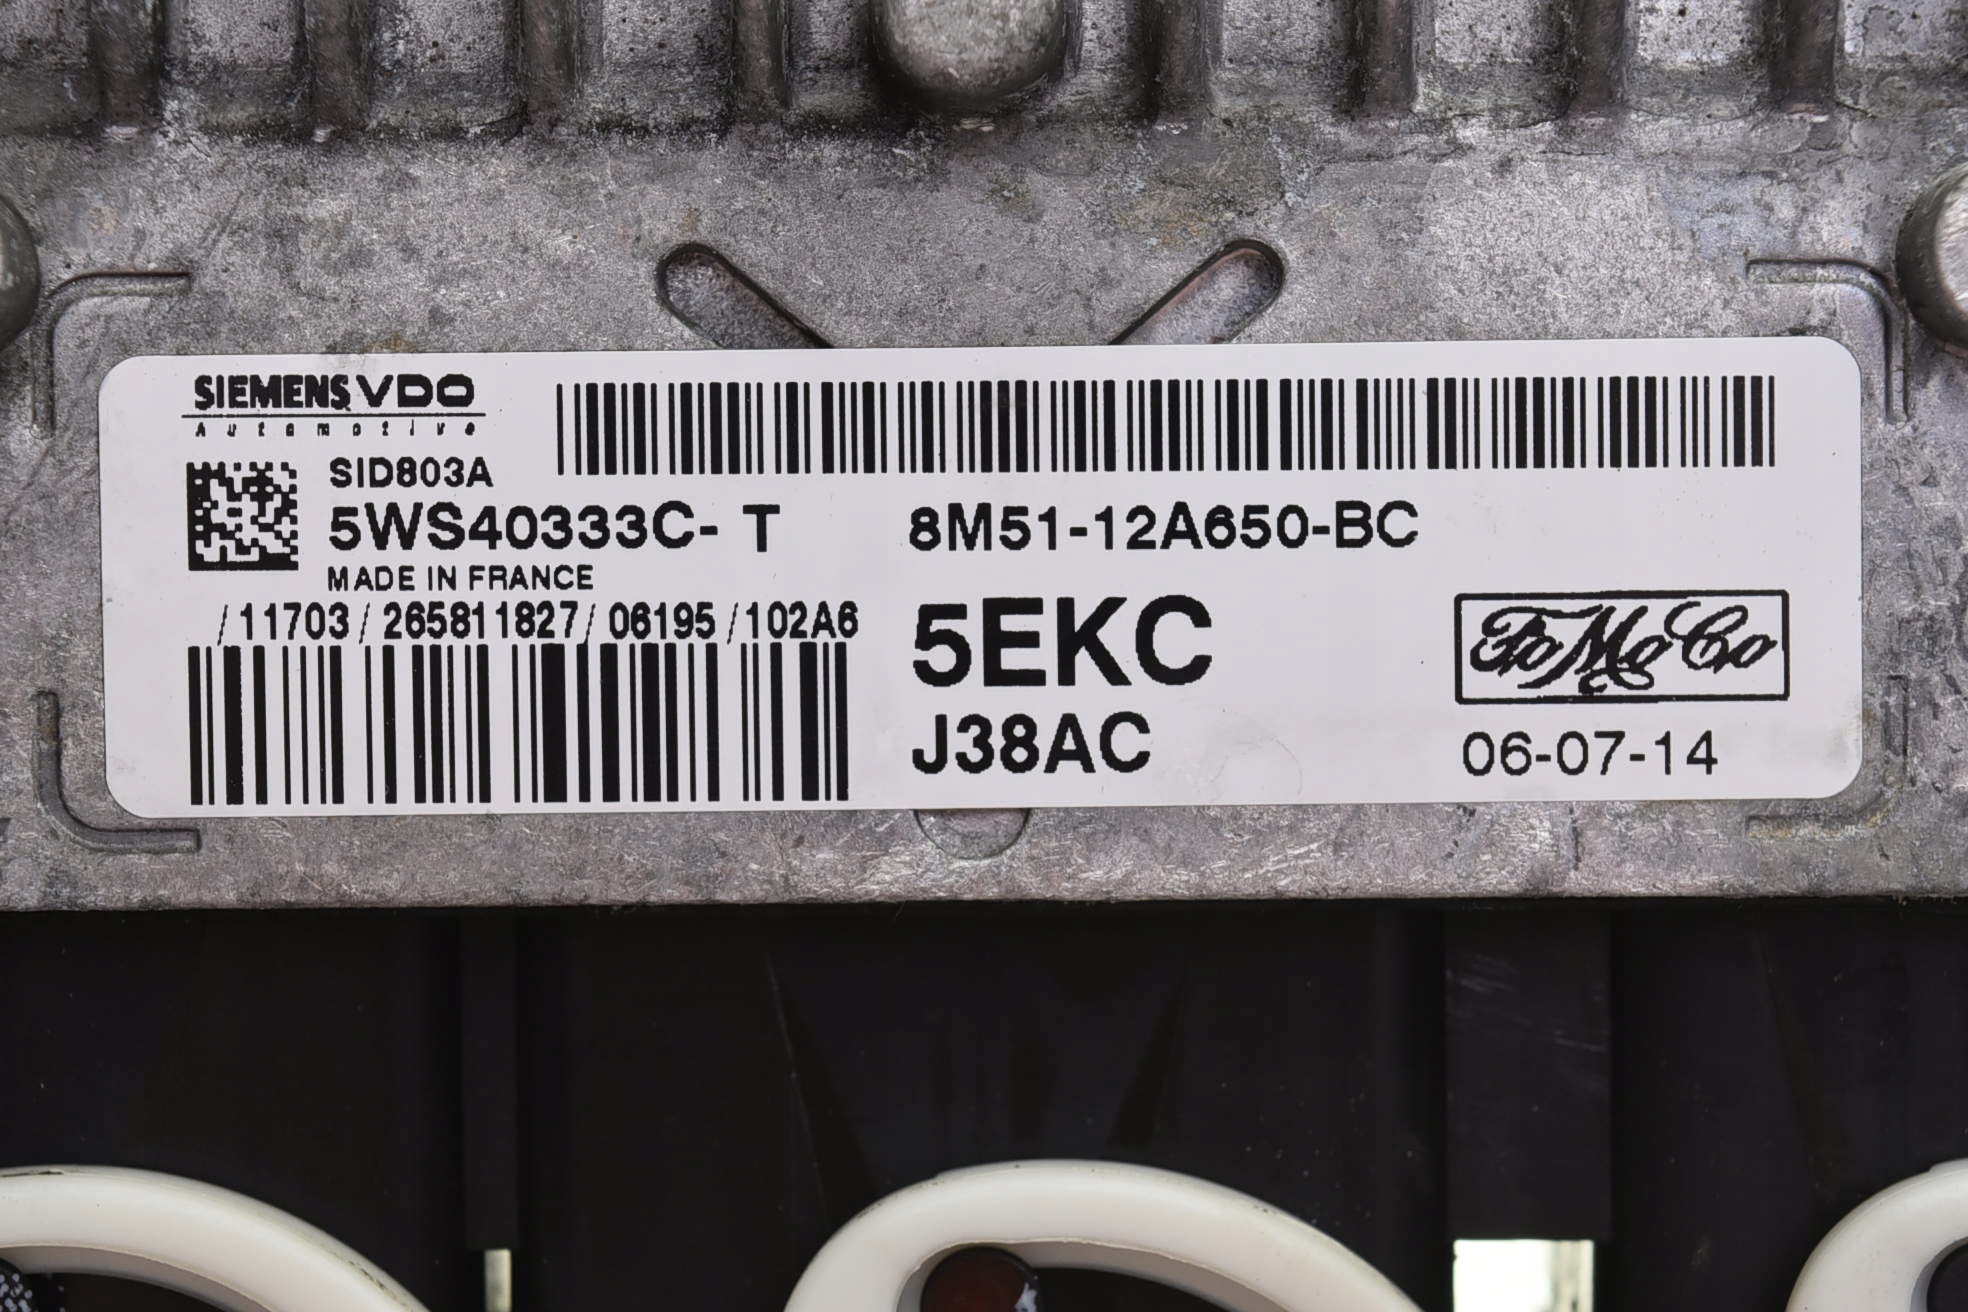 SIEMENS VDO
Automotive
SID803A
5WS40333C- T 8M51-12A650-BC
MADE IN FRANCE
/11703/265811827/06195/102A6
5EKC
FoMoCo
J38AC
06-07-14